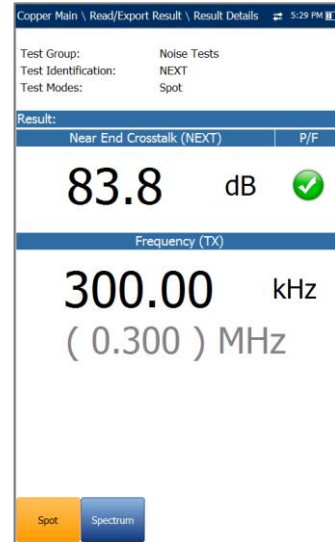 Copper Main \ Read/Export Result \ Result Details 5:29 PM
Test Group: Noise Tests
Test Identification: NEXT
Test Modes: Spot
Result:
Near End Crosstalk (NEXT) P/F
83.8 dB
Frequency (TX)
300.00 kHz
( 0.300 ) MHz
Spot Spectrum